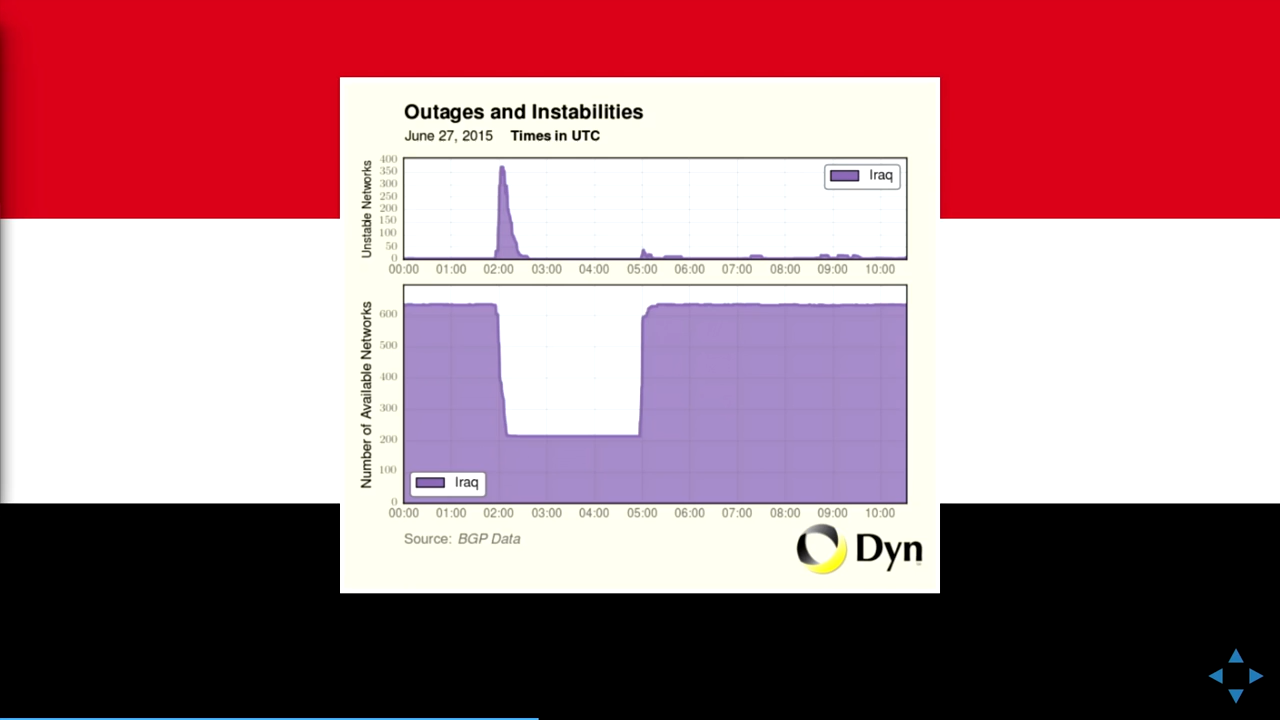 Outages and Instabilities
June 27, 2015 Times in UTC
Unstable Networks
400
350
300
250
200
150
100
50
0
Iraq
00:00 01:00 02:00 03:00 04:00 05:00 06:00 07:00 08:00 09:00 10:00
Number of Available Networks
600
500
400
300
200
100
0
Iraq
00:00 01:00 02:00 03:00 04:00 05:00 06:00 07:00 08:00 09:00 10:00
Source: BGP Data
Dyn